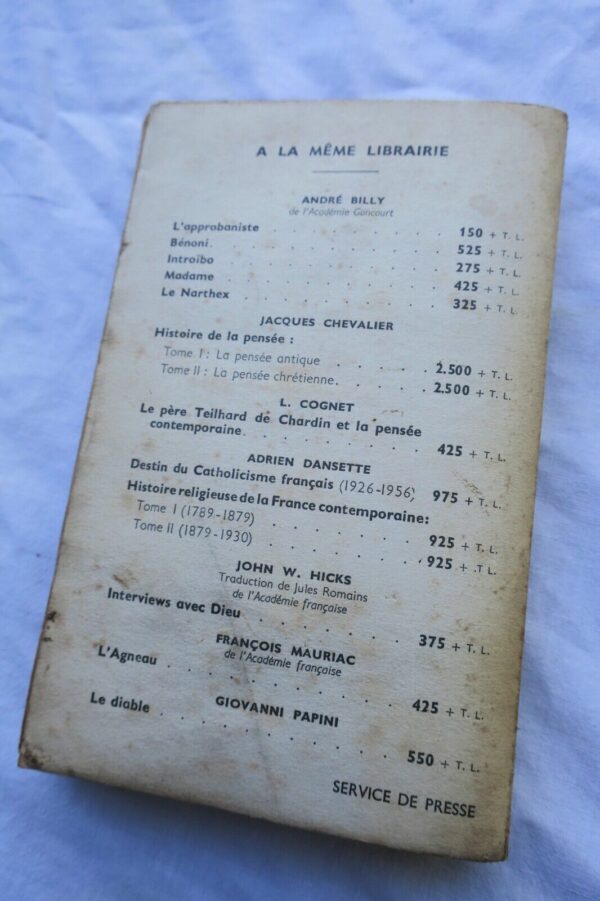 A LA MÊME LIBRAIRIE
ANDRÉ BILLY
de l'Académie Goncourt
L'approbaniste . . . . . . . . 150 + T. L.
Bénoni. . . . . . . . . 525 + T. L.
Introïbo . . . . . . . . 275 + T. L.
Madame . . . . . . . . 425 + T. L.
Le Narthex . . . . . . . . 325 + T. L.
JACQUES CHEVALIER
Histoire de la pensée :
Tome I : La pensée antique . . . . 2.500 + T. L.
Tome II : La pensée chrétienne. . . . 2.500 + T. L.
L. COGNET
Le père Teilhard de Chardin et la pensée
contemporaine. . . . . . . . 425 + T. L.
ADRIEN DANSETTE
Destin du Catholicisme français (1926-1956) 975 + T. L.
Histoire religieuse de la France contemporaine :
Tome I (1789-1879) . . . . . . 925 + T. L.
Tome II (1879-1930) . . . . . . 925 + T. L.
JOHN W. HICKS
Traduction de Jules Romains
de l'Académie française
Interviews avec Dieu . . . . . . 375 + T. L.
FRANÇOIS MAURIAC
de l'Académie française
L'Agneau . . . . . . . . 425 + T. L.
GIOVANNI PAPINI
Le diable . . . . . . . . 550 + T. L.
SERVICE DE PRESSE